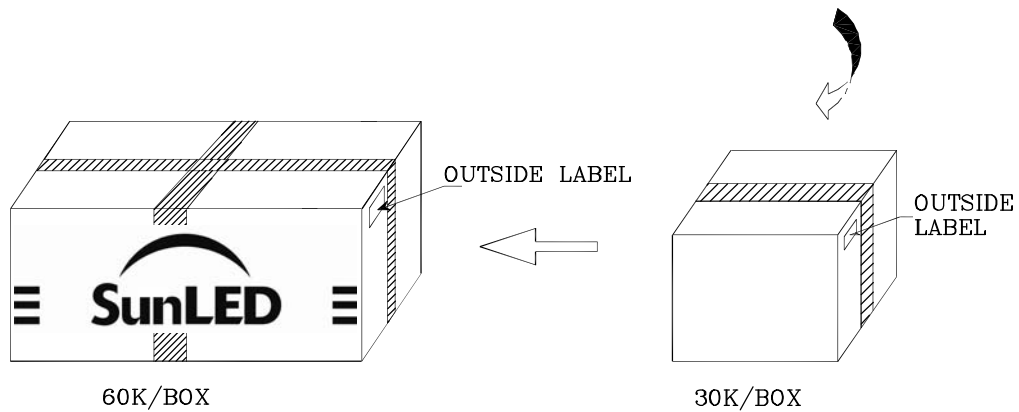 OUTSIDE LABEL
OUTSIDE
LABEL
SunLED
60K/BOX
30K/BOX